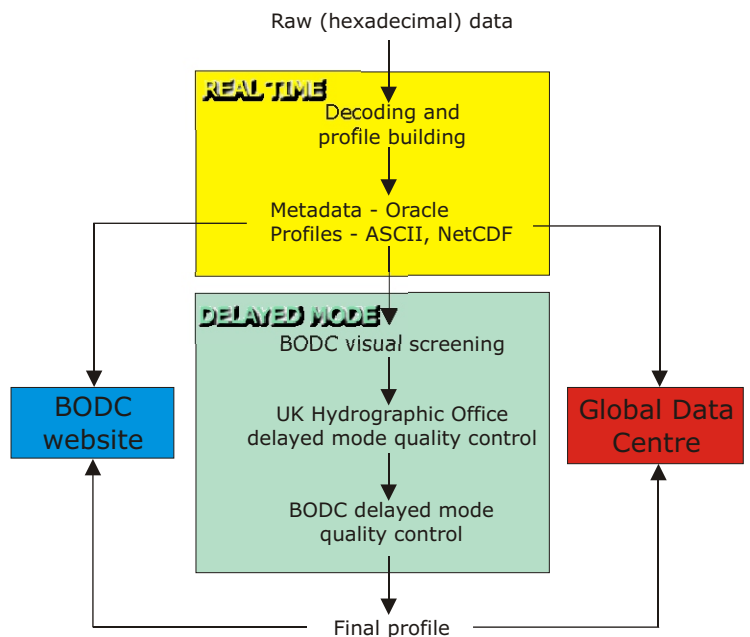 Raw (hexadecimal) data
REAL TIME
Decoding and
profile building
Metadata - Oracle
Profiles - ASCII, NetCDF
DELAYED MODE
BODC visual screening
UK Hydrographic Office
delayed mode quality control
BODC delayed mode
quality control
BODC
website
Global Data
Centre
Final profile